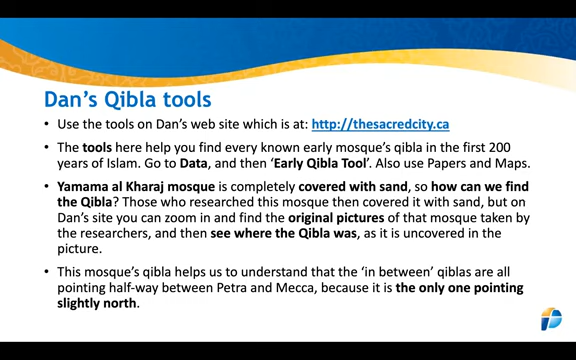 Dan's Qibla tools
• Use the tools on Dan's web site which is at: http://thesacredcity.ca
• The tools here help you find every known early mosque's qibla in the first 200
years of Islam. Go to Data, and then 'Early Qibla Tool'. Also use Papers and Maps.
• Yamama al Kharaj mosque is completely covered with sand, so how can we find
the Qibla? Those who researched this mosque then covered it with sand, but on
Dan's site you can zoom in and find the original pictures of that mosque taken by
the researchers, and then see where the Qibla was, as it is uncovered in the
picture.
• This mosque's qibla helps us to understand that the 'in between' qiblas are all
pointing half-way between Petra and Mecca, because it is the only one pointing
slightly north.